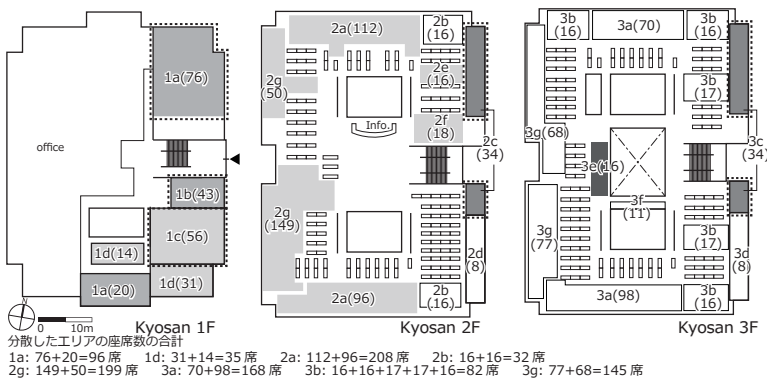 1a(76)
office
1b(43)
1c(56)
1d(14)
1a(20)
1d(31)
N
0 10m
Kyosan 1F
2a(112)
2b
(16)
2g
(50)
2e
(16)
Info.
2f
(18)
2c
(34)
2g
(149)
2d
(8)
2a(96)
2b
(16)
Kyosan 2F
3b
(16)
3a(70)
3b
(16)
3b
(17)
3g(68)
3e(16)
3c
(34)
3f
(11)
3g
(77)
3b
(17)
3d
(8)
3a(98)
3b
(16)
Kyosan 3F
分散したエリアの座席数の合計
1a: 76+20=96 席 1d: 31+14=35 席 2a: 112+96=208 席 2b: 16+16=32 席
2g: 149+50=199 席 3a: 70+98=168 席 3b: 16+16+17+17+16=82 席 3g: 77+68=145 席